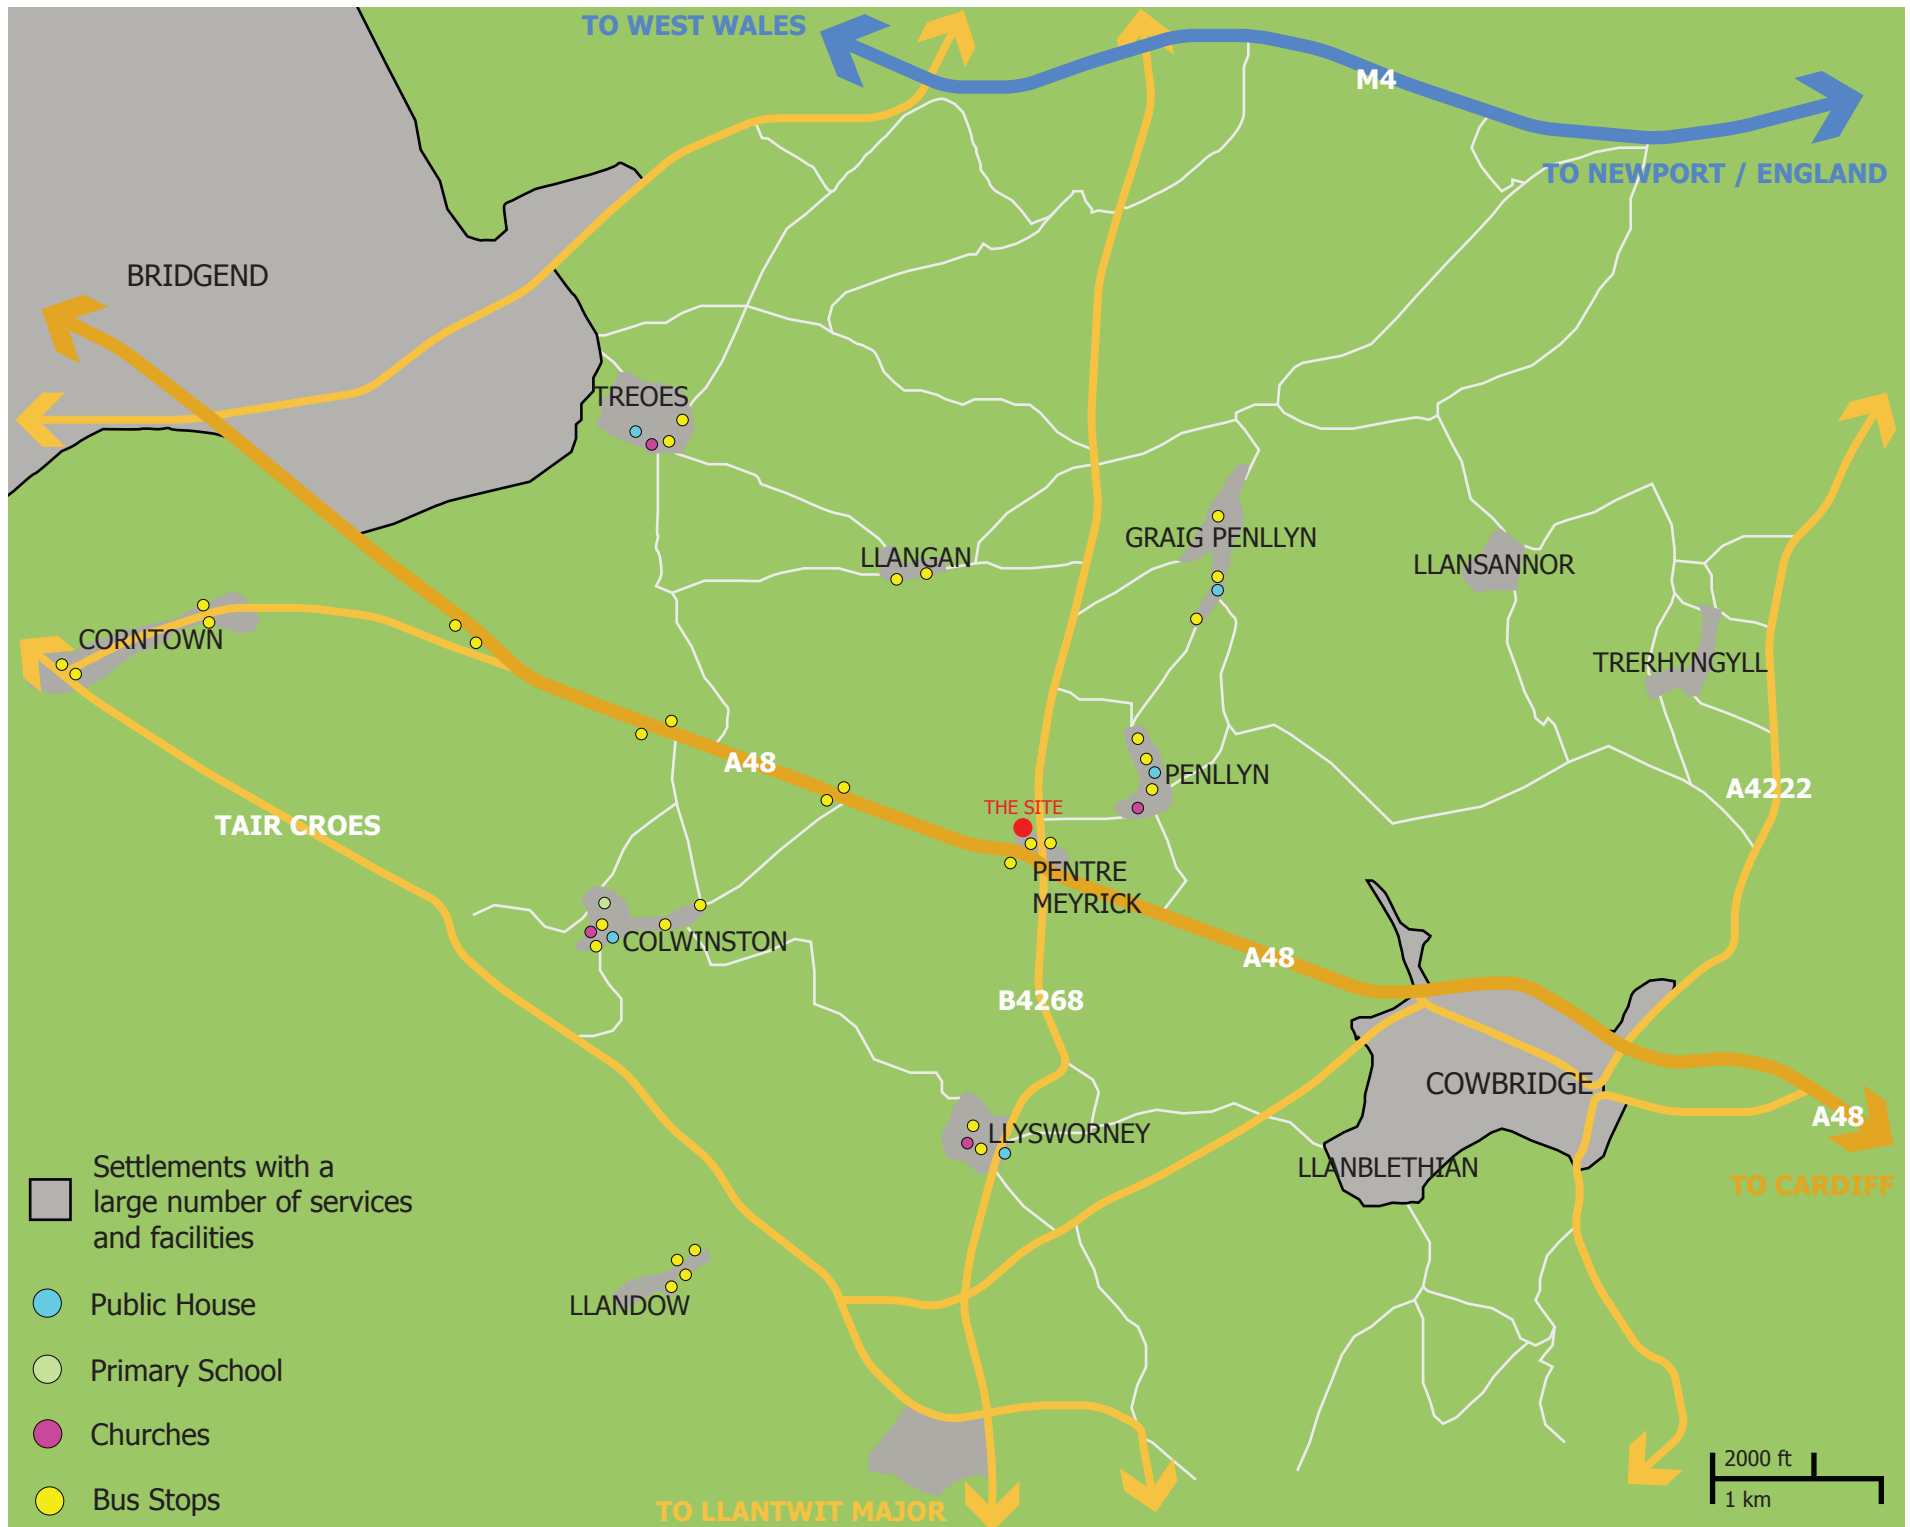 TO WEST WALES
M4
TO NEWPORT / ENGLAND
BRIDGEND
TREOES
GRAIG PENLLYN
LLANGAN
LLANSANNOR
CORNTOWN
TRERHYNGYLL
A48
PENLLYN
A4222
THE SITE
TAIR CROES
PENTRE
MEYRICK
COLWINSTON
A48
B4268
COWBRIDGE
A48
LLYSWORNEY
LLANBLETHIAN
TO CARDIFF
Settlements with a
large number of services
and facilities
LLANDOW
Public House
Primary School
Churches
Bus Stops
2000 ft
1 km
TO LLANTWIT MAJOR